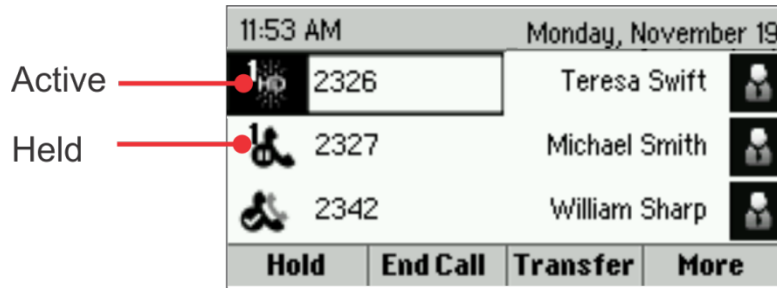 11:53 AM Monday, November 19
Active 1 HD 2326 Teresa Swift
Held 1 2327 Michael Smith
2342 William Sharp
Hold End Call Transfer More